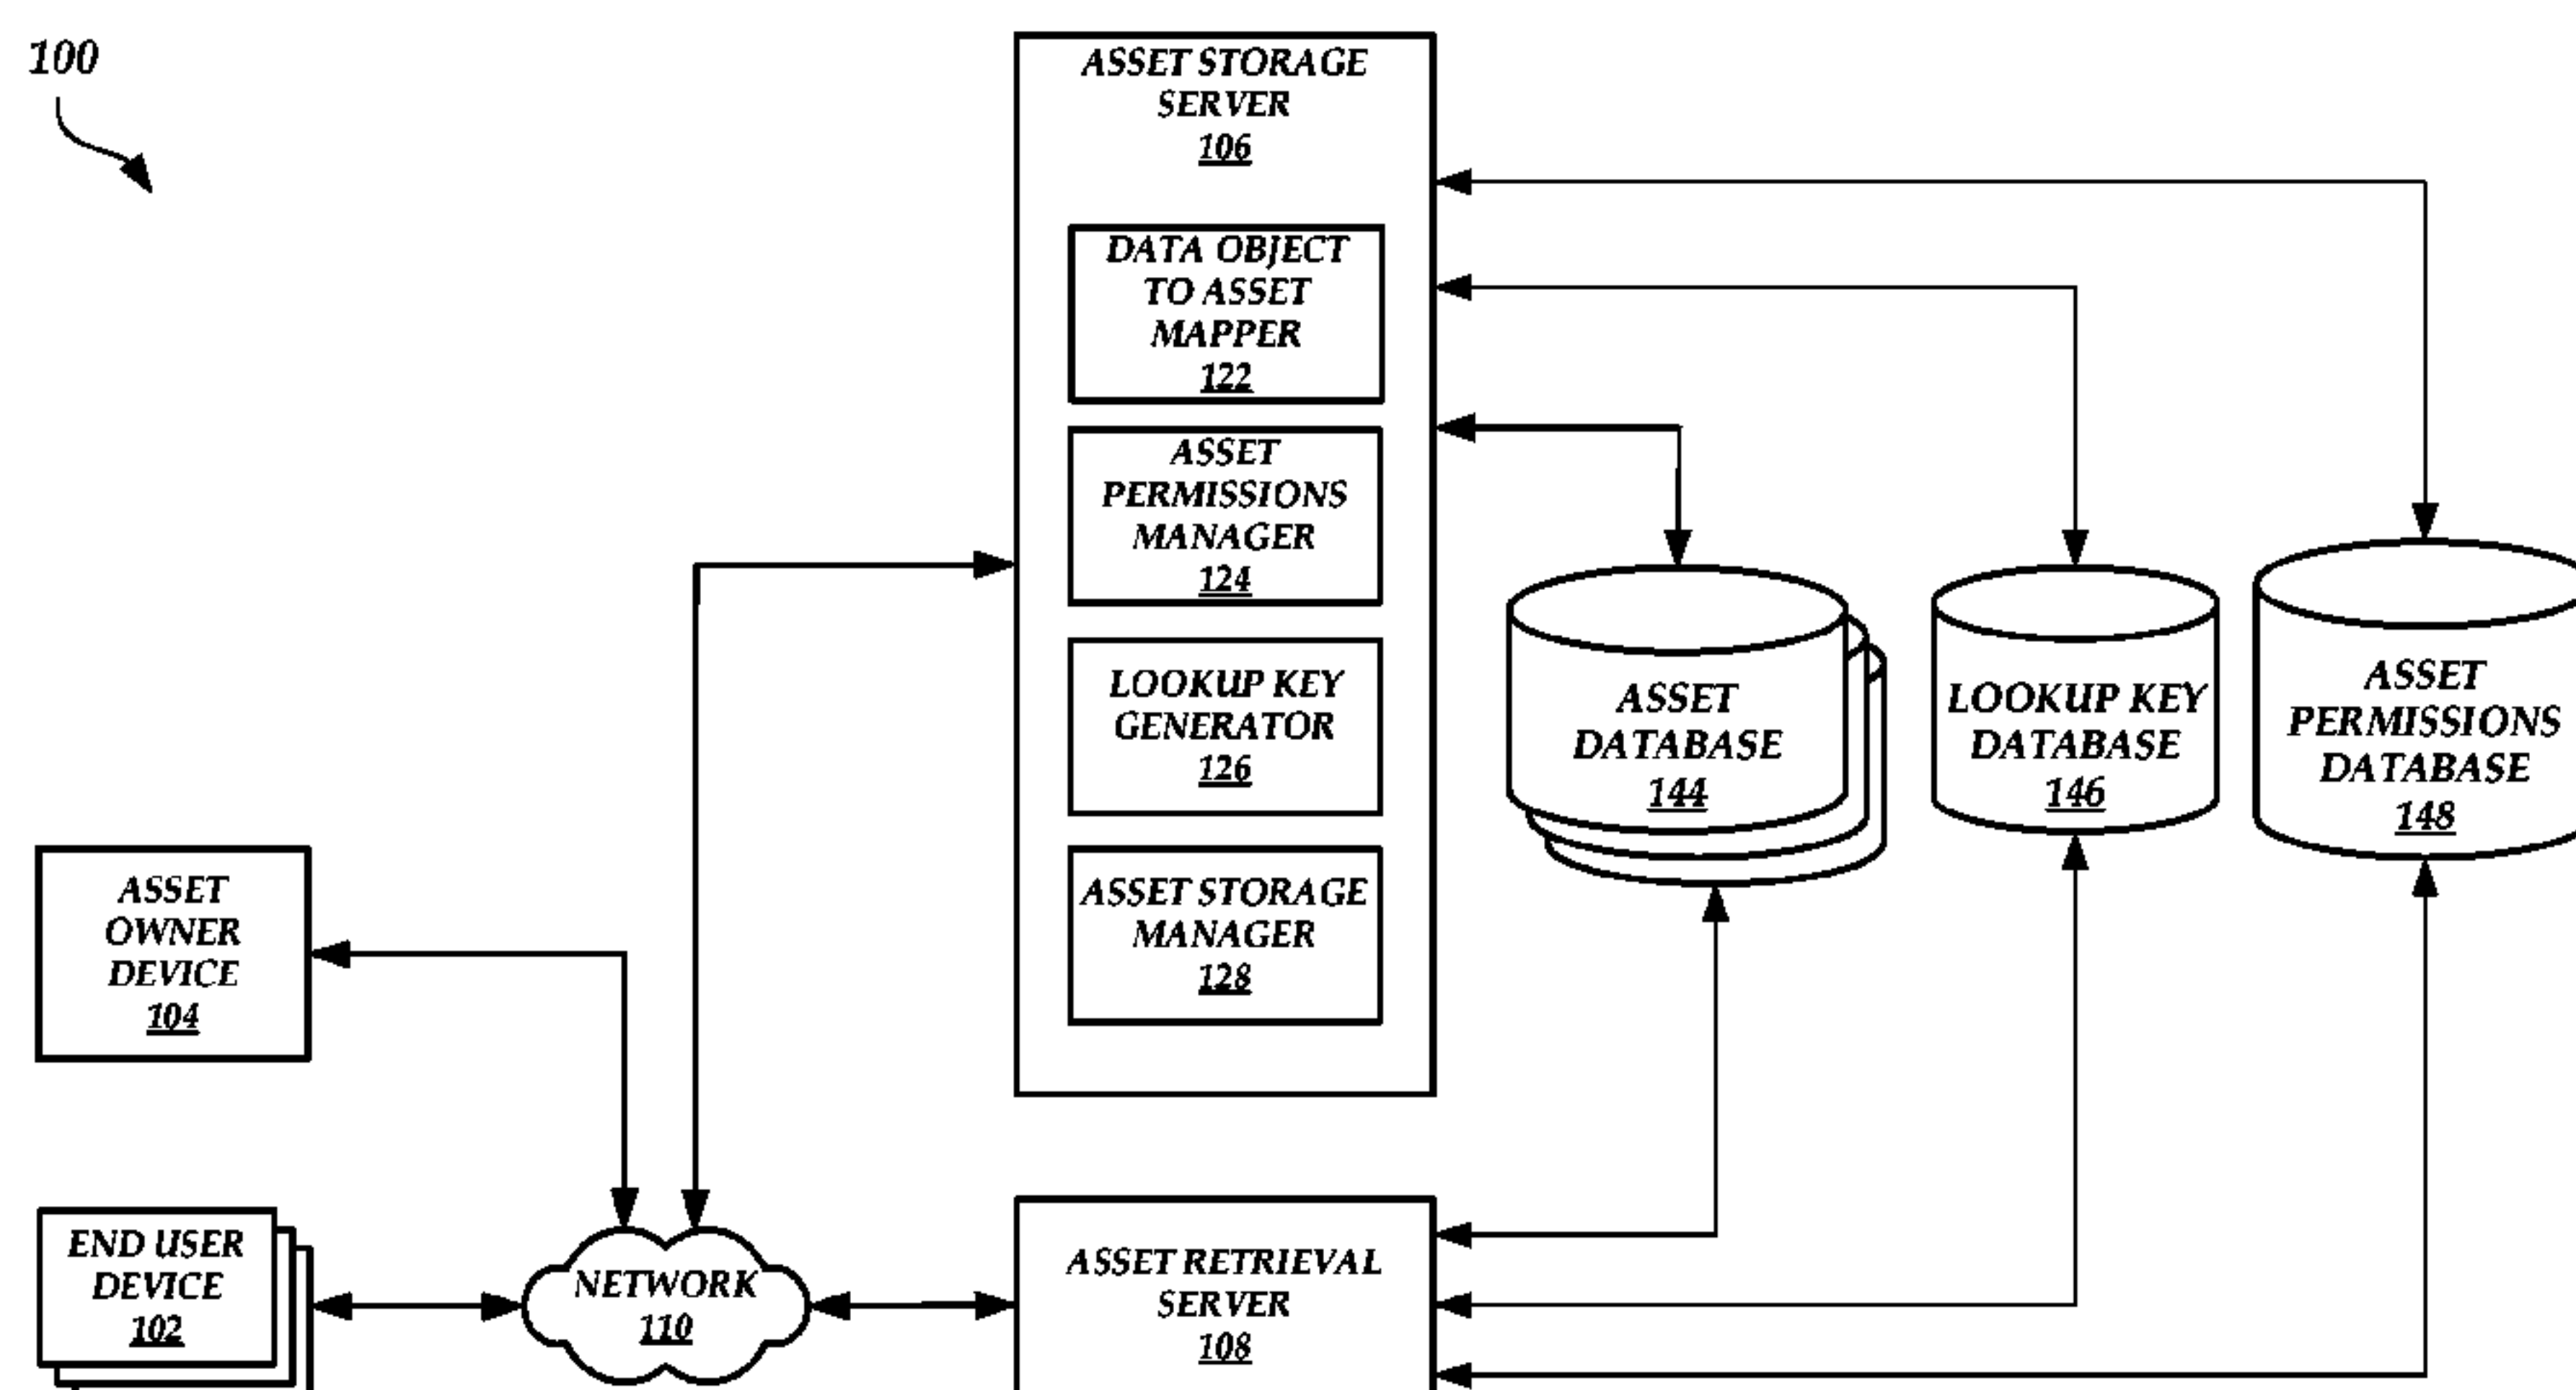 100
ASSET STORAGE
SERVER
106
DATA OBJECT
TO ASSET
MAPPER
122
ASSET
PERMISSIONS
MANAGER
124
LOOKUP KEY
GENERATOR
126
ASSET STORAGE
MANAGER
128
ASSET
DATABASE
144
LOOKUP KEY
DATABASE
146
ASSET
PERMISSIONS
DATABASE
148
ASSET
OWNER
DEVICE
104
END USER
DEVICE
102
NETWORK
110
ASSET RETRIEVAL
SERVER
108